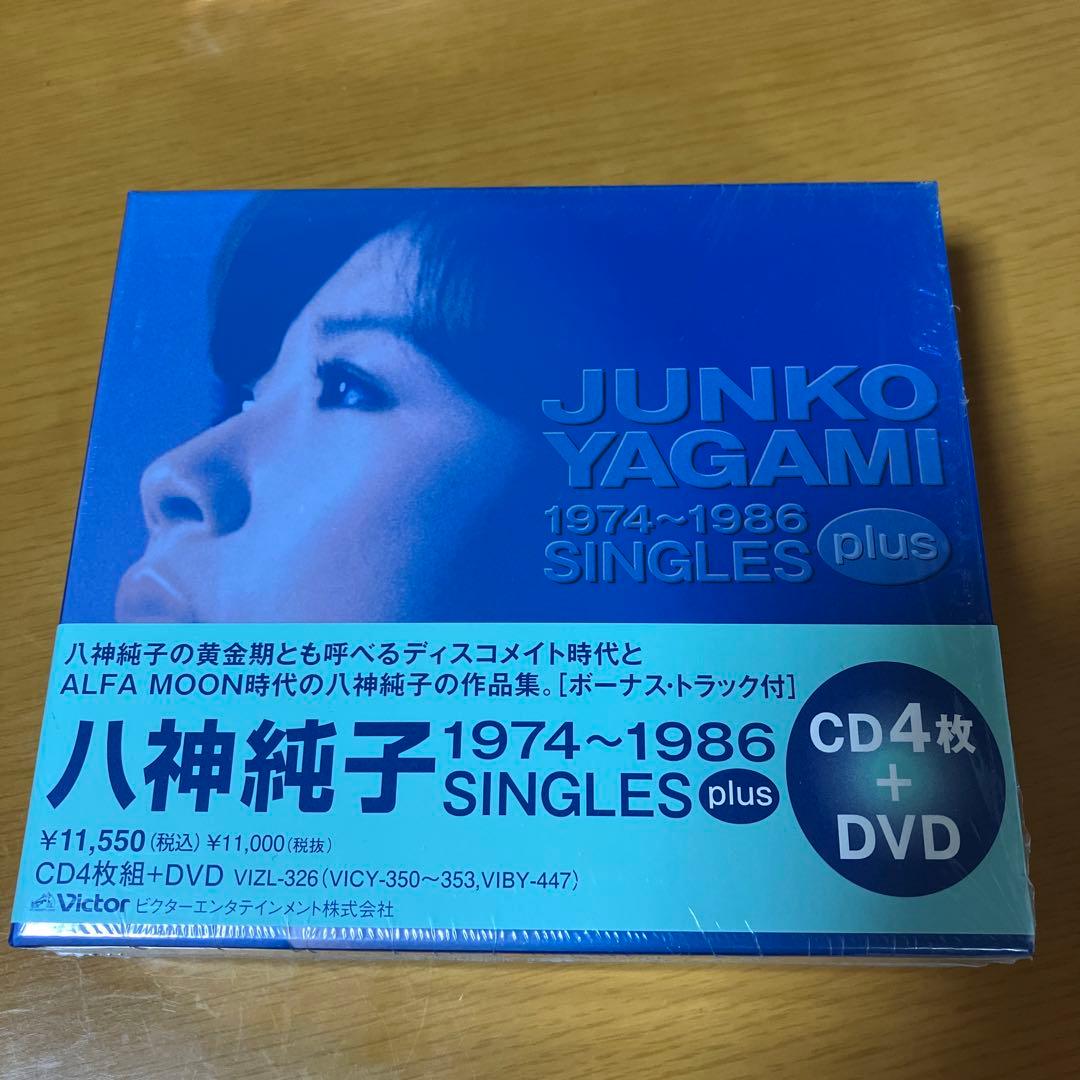 JUNKO
YAGAMI
1974~1986
SINGLES plus
八神純子の黄金期とも呼べるディスコメイト時代と
ALFA MOON時代の八神純子の作品集。[ボーナス・トラック付]
八神純子 1974~1986
SINGLES plus
CD4枚
+
DVD
¥11,550(税込) ¥11,000(税抜)
CD4枚組+DVD VIZL-326(VICY-350~353,VIBY-447)
Victor ビクターエンタテインメント株式会社